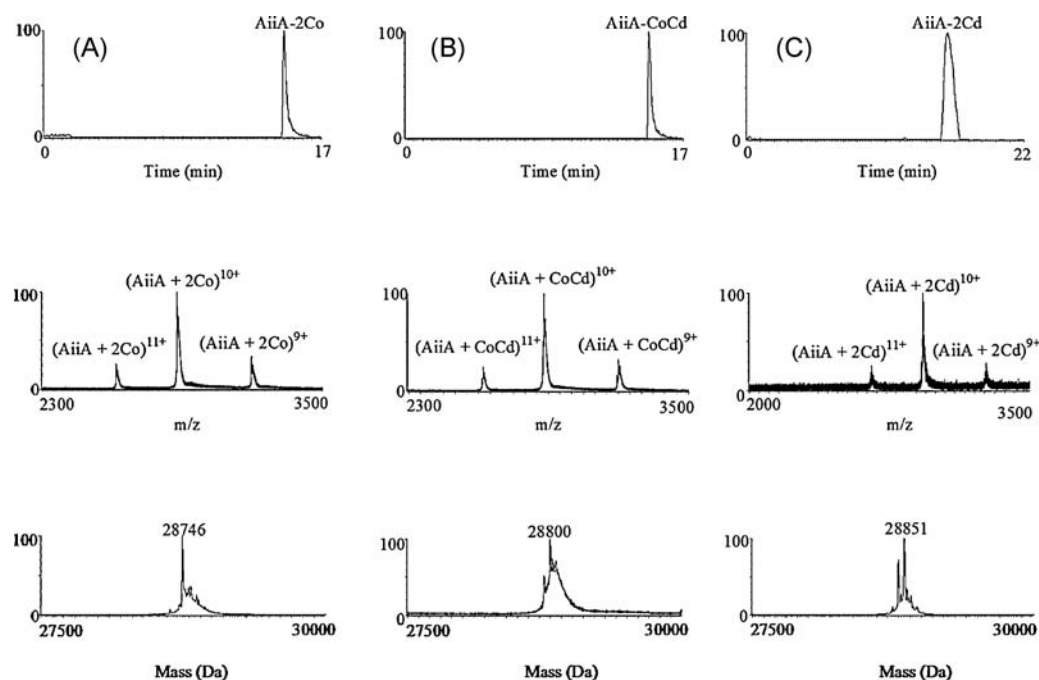 (A)
AiiA-2Co
100
0
0
17
Time (min)
(B)
AiiA-CoCd
100
0
0
17
Time (min)
(C)
AiiA-2Cd
100
0
0
22
Time (min)
(AiiA + 2Co)10+
100
(AiiA + 2Co)11+
(AiiA + 2Co)9+
0
2300
3500
m/z
(AiiA + CoCd)10+
100
(AiiA + CoCd)11+
(AiiA + CoCd)9+
0
2300
3500
m/z
(AiiA + 2Cd)10+
100
(AiiA + 2Cd)11+
(AiiA + 2Cd)9+
0
2000
3500
m/z
28746
100
0
27500
30000
Mass (Da)
28800
100
0
27500
30000
Mass (Da)
28851
100
0
27500
30000
Mass (Da)